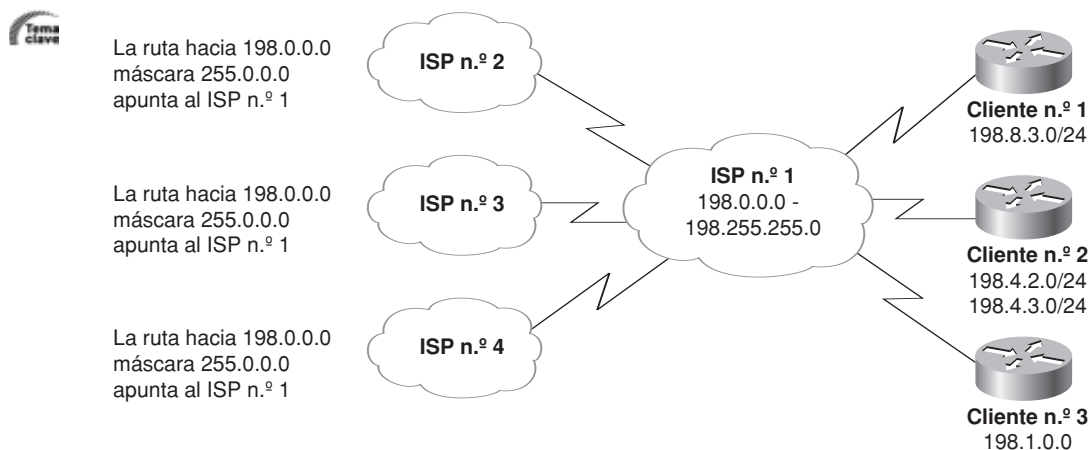 Tema
clave
La ruta hacia 198.0.0.0
máscara 255.0.0.0
apunta al ISP n.º 1
ISP n.º 2
La ruta hacia 198.0.0.0
máscara 255.0.0.0
apunta al ISP n.º 1
ISP n.º 3
La ruta hacia 198.0.0.0
máscara 255.0.0.0
apunta al ISP n.º 1
ISP n.º 4
ISP n.º 1
198.0.0.0 -
198.255.255.0
Cliente n.º 1
198.8.3.0/24
Cliente n.º 2
198.4.2.0/24
198.4.3.0/24
Cliente n.º 3
198.1.0.0